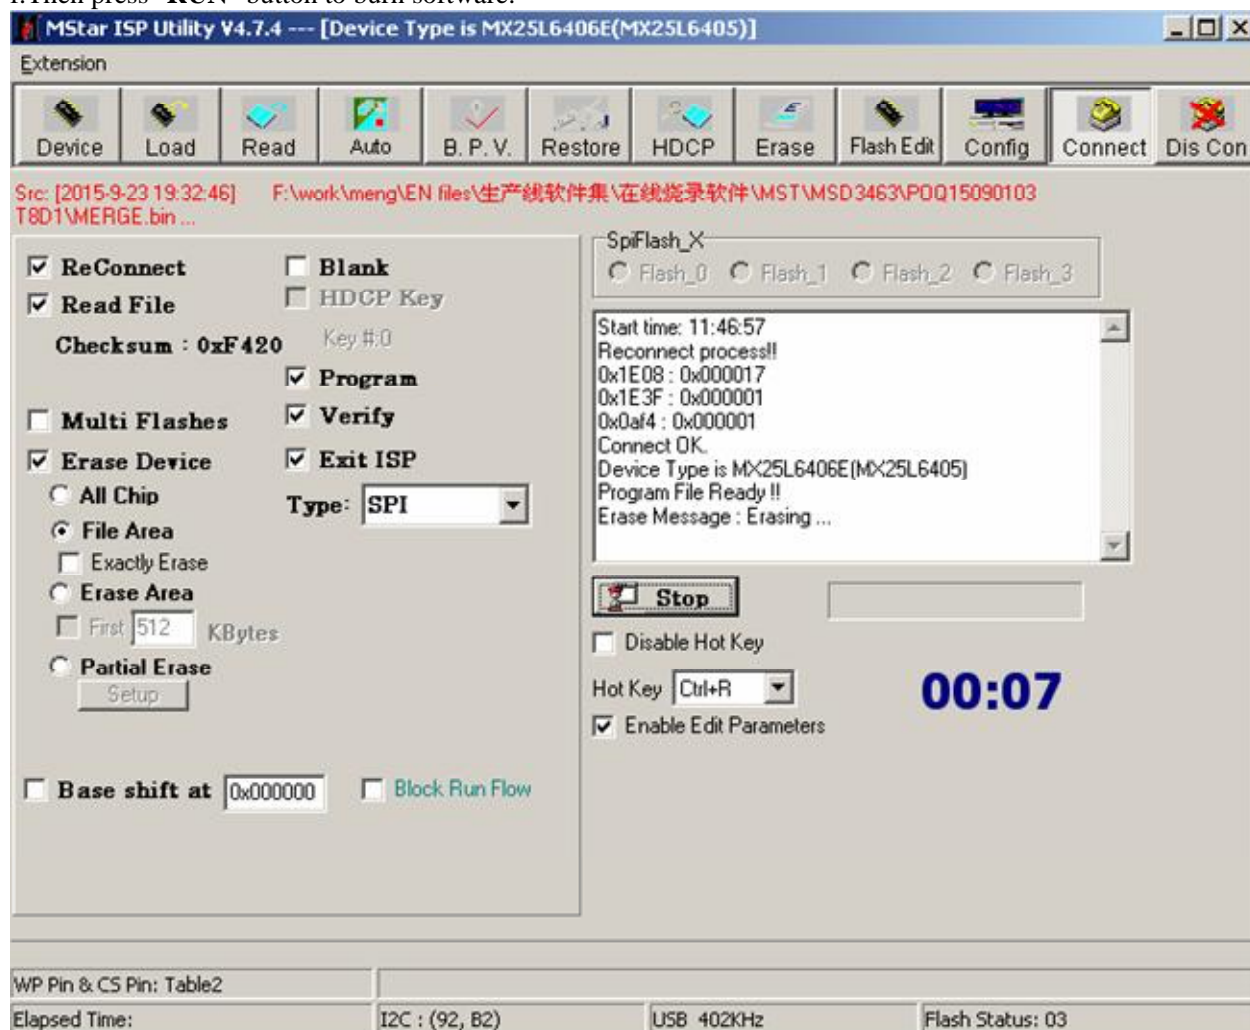 Then press "RUN" button to burn software.
MStar ISP Utility V4.7.4 --- [Device Type is MX25L6406E(MX25L6405)]
Extension
Device Load Read Auto B. P. V. Restore HDCP Erase Flash Edit Config Connect Dis Con
Src: [2015-9-23 19:32:46] F:\work\meng\EN files\生产线软件集\在线烧录软件\MST\MSD3463\POQ15090103
T8D1\MERGE.bin ...
ReConnect
Blank
Read File
HDCP Key
Checksum : 0xF420
Key #:0
Program
Multi Flashes
Verify
Erase Device
Exit ISP
All Chip
Type: SPI
File Area
Exactly Erase
Erase Area
First 512 KBytes
Partial Erase
Setup
Base shift at 0x000000
Block Run Flow
SpiFlash_X
Flash_0 Flash_1 Flash_2 Flash_3
Start time: 11:46:57
Reconnect process!!
0x1E08 : 0x000017
0x1E3F : 0x000001
0x0af4 : 0x000001
Connect OK.
Device Type is MX25L6406E(MX25L6405)
Program File Ready !!
Erase Message : Erasing ...
Stop
Disable Hot Key
Hot Key Ctrl+R
00:07
Enable Edit Parameters
WP Pin & CS Pin: Table2
Elapsed Time: I2C : (92, B2) USB 402KHz Flash Status: 03